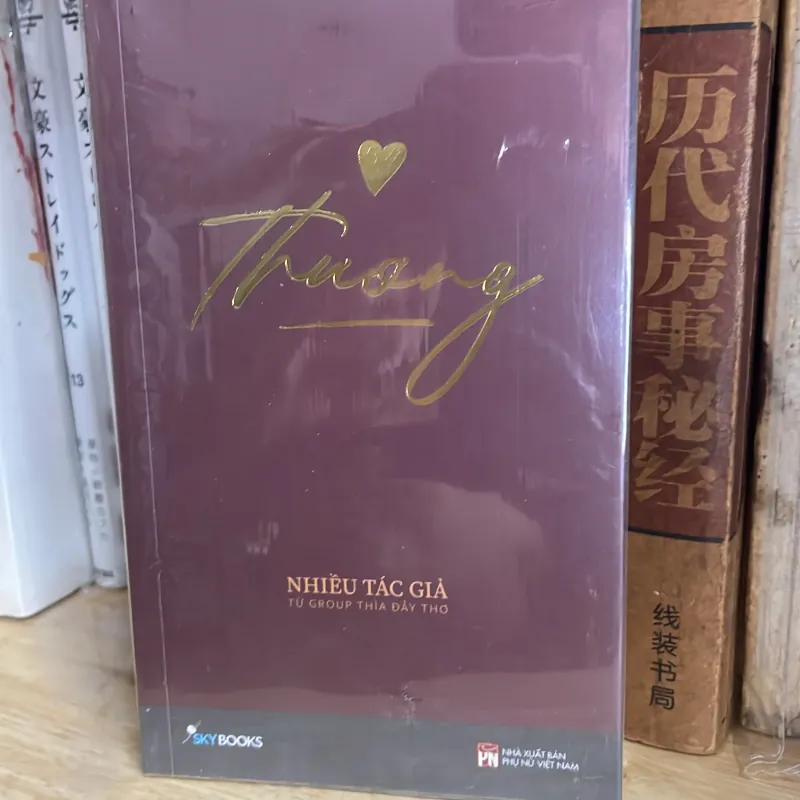 文豪ストレイドッグス
13
Thương
NHIỀU TÁC GIẢ
TỪ GROUP THÌA ĐẦY THƠ
SKYBOOKS
PN
NHÀ XUẤT BẢN
PHỤ NỮ VIỆT NAM
历代房事秘经
线装书局